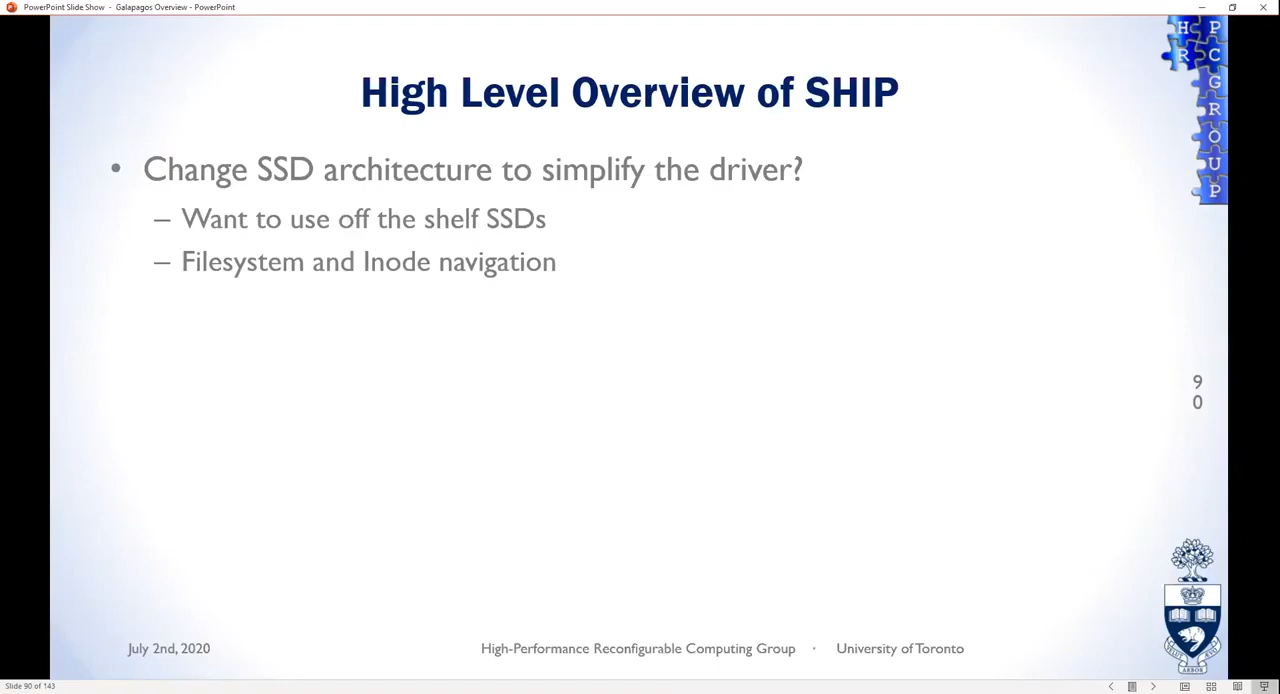 PowerPoint Slide Show - Galapagos Overview - PowerPoint
H P
R C
G
R
O
U
P
High Level Overview of SHIP
• Change SSD architecture to simplify the driver?
– Want to use off the shelf SSDs
– Filesystem and Inode navigation
9
0
July 2nd, 2020
High-Performance Reconfigurable Computing Group · University of Toronto
ARBOR
Slide 90 of 143